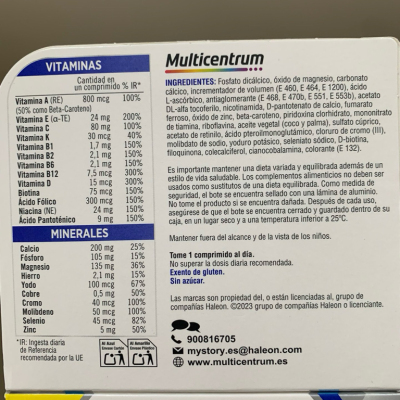 VITAMINAS
Cantidad en un comprimido % IR*
Vitamina A (RE) 800 mcg 100%
(50% como Beta-Caroteno)
Vitamina E (α-TE) 24 mg 200%
Vitamina C 80 mg 100%
Vitamina K 30 mcg 40%
Vitamina B1 1,7 mg 150%
Vitamina B2 2,1 mg 150%
Vitamina B6 2,1 mg 150%
Vitamina B12 7,5 mcg 300%
Vitamina D 15 mcg 300%
Biotina 75 mcg 150%
Ácido Fólico 300 mcg 150%
Niacina (NE) 24 mg 150%
Ácido Pantoténico 9 mg 150%
MINERALES
Calcio 200 mg 25%
Fósforo 105 mg 15%
Magnesio 135 mg 36%
Hierro 2,1 mg 15%
Yodo 100 mcg 67%
Cobre 0,5 mg 50%
Cromo 40 mcg 100%
Molibdeno 50 mcg 100%
Selenio 45 mcg 82%
Zinc 5 mg 50%
*IR: Ingesta diaria
de Referencia
recomendada por la UE
Multicentrum
INGREDIENTES: Fosfato dicálcico, óxido de magnesio, carbonato
cálcico, incrementador de volumen (E 460, E 464, E 1200), ácido
L-ascórbico, antiaglomerante (E 468, E 470b, E 551, E 553b), acetato
DL-alfa tocoferilo, nicotinamida, D-pantotenato de calcio, fumarato
ferroso, óxido de zinc, beta-caroteno, piridoxina clorhidrato, mononitrato
de tiamina, riboflavina, aceite vegetal (coco y palma), sulfato cúprico,
acetato de retinilo, ácido pteroilmonoglutámico, cloruro de cromo (III),
molibdato de sodio, yoduro potásico, selenito sódico, D-biotina,
filoquinona, colecalciferol, cianocobalamina, colorante (E 132).
Es importante mantener una dieta variada y equilibrada además de un
estilo de vida saludable. Los complementos alimenticios no deben ser
usados como sustitutos de una dieta equilibrada. Como medida de
seguridad, el bote se encuentra sellado con una lámina de aluminio.
No tome el producto si se encuentra dañada. Después de cada uso,
asegúrese de que el bote se encuentra cerrado y guardado dentro de su
caja, en un lugar seco y a una temperatura inferior a 25°C.
Mantener fuera del alcance y de la vista de los niños.
Tome 1 comprimido al día.
No superar la dosis diaria recomendada.
Exento de gluten.
Sin azúcar.
Las marcas son propiedad del, o están licenciadas al, grupo de
compañías Haleon. ©2023 grupo de compañías Haleon o licenciante.
900816705
mystory.es@haleon.com
www.multicentrum.es